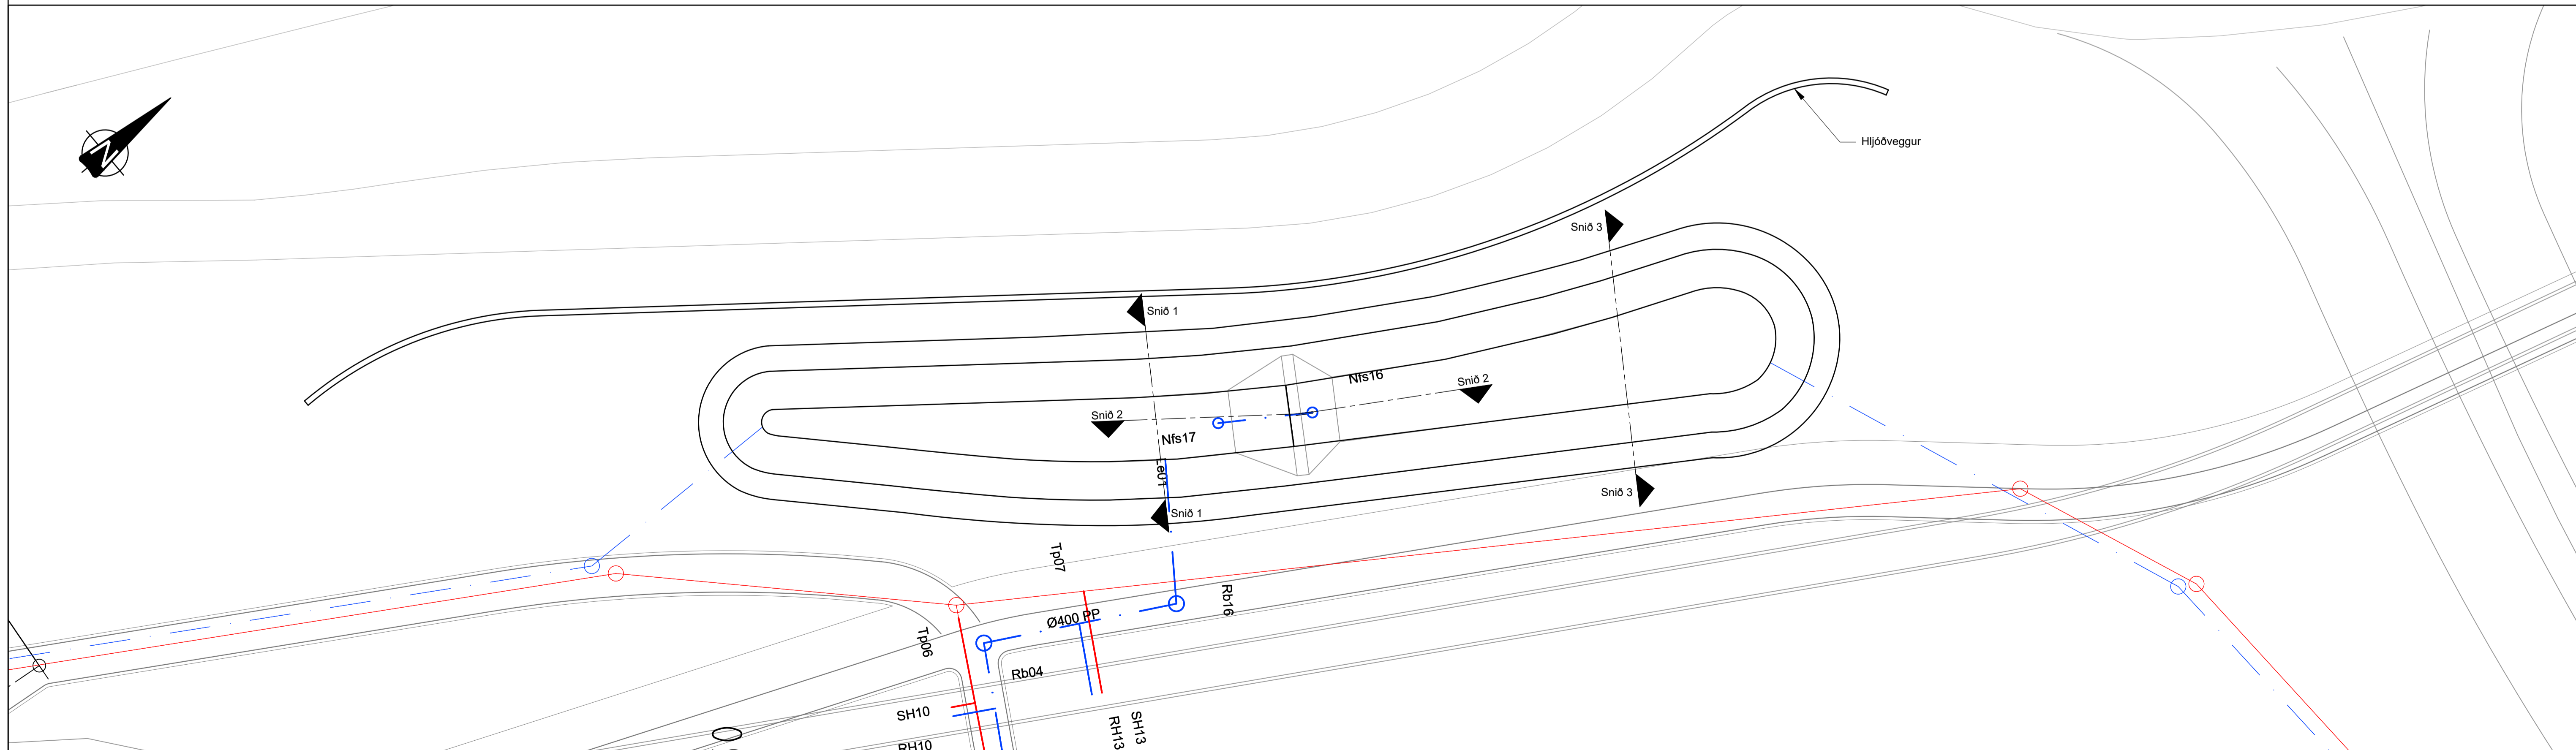 N
Hljóðveggur
Snið 3
Snið 1
Nfs16
Snið 2
Snið 2
Nfs17
Le01
Snið 3
Snið 1
Tp07
Rb16
Ø400 PP
Tp06
Rb04
SH10
SH13
RH13
RH10